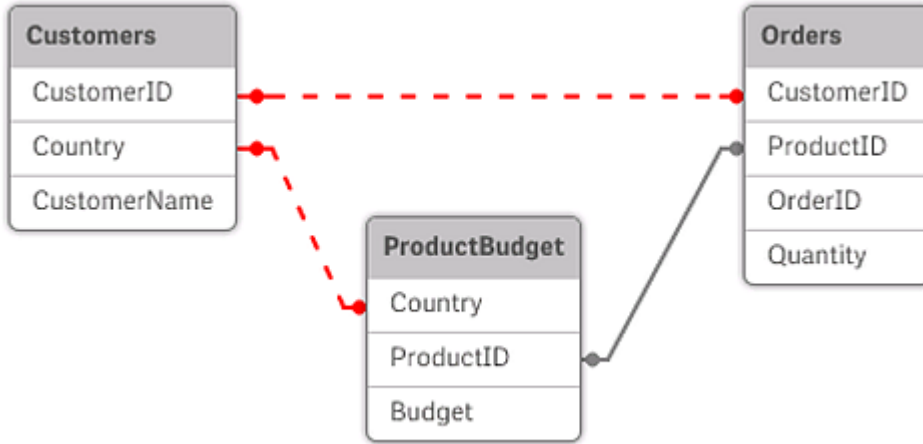 Customers
CustomerID
Country
CustomerName
ProductBudget
Country
ProductID
Budget
Orders
CustomerID
ProductID
OrderID
Quantity